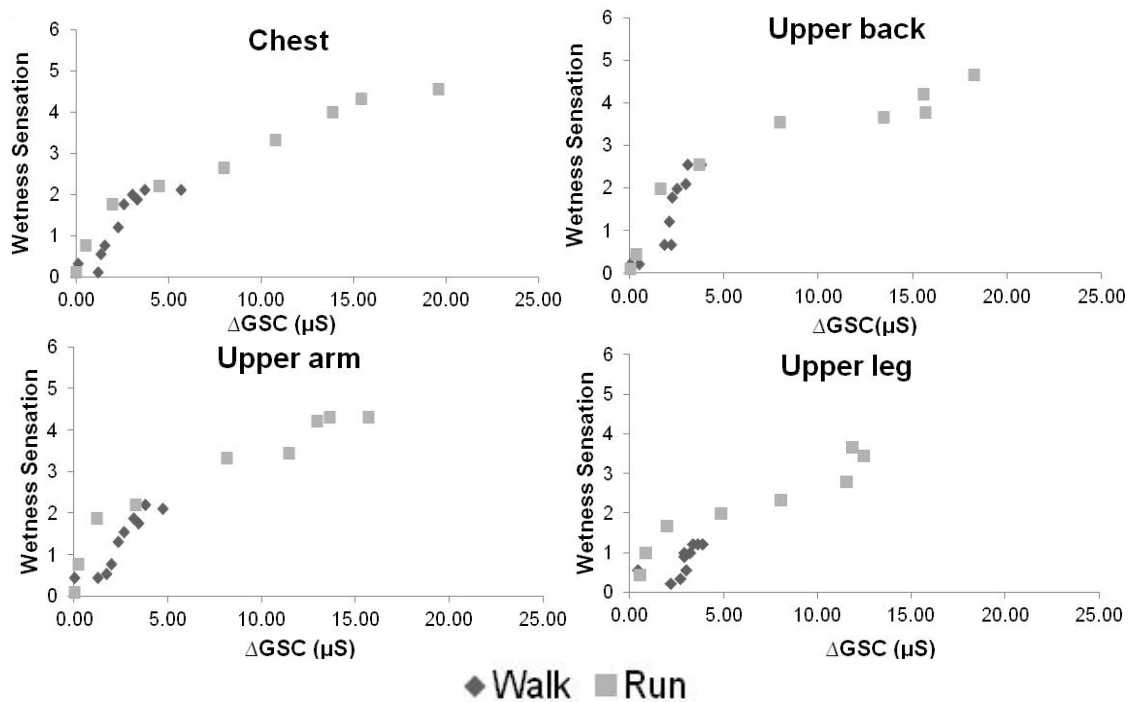 Chest
Wetness Sensation
6
5
4
3
2
1
0
0.00 5.00 10.00 15.00 20.00 25.00
∆GSC (µS)
Upper back
Wetness Sensation
6
5
4
3
2
1
0
0.00 5.00 10.00 15.00 20.00 25.00
∆GSC(µS)
Upper arm
Wetness Sensation
6
5
4
3
2
1
0
0.00 5.00 10.00 15.00 20.00 25.00
∆GSC (µS)
Upper leg
Wetness Sensation
6
5
4
3
2
1
0
0.00 5.00 10.00 15.00 20.00 25.00
∆GSC (µS)
Walk Run